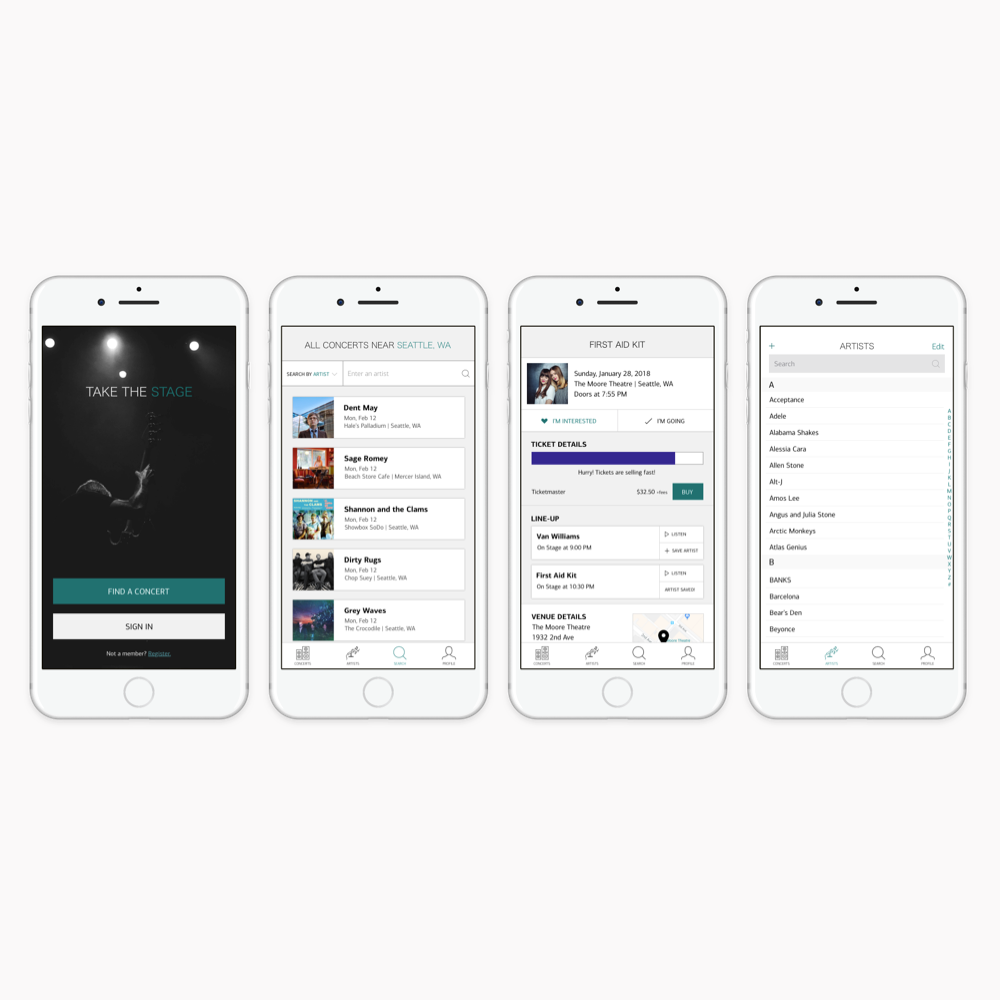 TAKE THE STAGE
FIND A CONCERT
SIGN IN
Not a member? Register.
ALL CONCERTS NEAR SEATTLE, WA
SEARCH BY ARTIST
Enter an artist
Dent May
Mon, Feb 12
Hale's Palladium | Seattle, WA
Sage Romey
Mon, Feb 12
Beach Store Cafe | Mercer Island, WA
Shannon and the Clams
Mon, Feb 12
Showbox SoDo | Seattle, WA
Dirty Rugs
Mon, Feb 12
Chop Suey | Seattle, WA
Grey Waves
Mon, Feb 12
The Crocodile | Seattle, WA
CONCERTS
ARTISTS
SEARCH
PROFILE
FIRST AID KIT
Sunday, January 28, 2018
The Moore Theatre | Seattle, WA
Doors at 7:55 PM
I'M INTERESTED
I'M GOING
TICKET DETAILS
Hurry! Tickets are selling fast!
Ticketmaster
$32.50 +fees
BUY
LINE-UP
Van Williams
On Stage at 9:00 PM
LISTEN
+ SAVE ARTIST
First Aid Kit
On Stage at 10:30 PM
LISTEN
ARTIST SAVED!
VENUE DETAILS
The Moore Theatre
1932 2nd Ave
CONCERTS
ARTISTS
SEARCH
PROFILE
+
ARTISTS
Edit
Search
A
Acceptance
Adele
Alabama Shakes
Alessia Cara
Allen Stone
Alt-J
Amos Lee
Angus and Julia Stone
Arctic Monkeys
Atlas Genius
B
BANKS
Barcelona
Bear's Den
Beyonce
A
B
C
D
E
F
G
H
I
J
K
L
M
N
O
P
Q
R
S
T
U
V
W
X
Y
Z
#
CONCERTS
ARTISTS
SEARCH
PROFILE